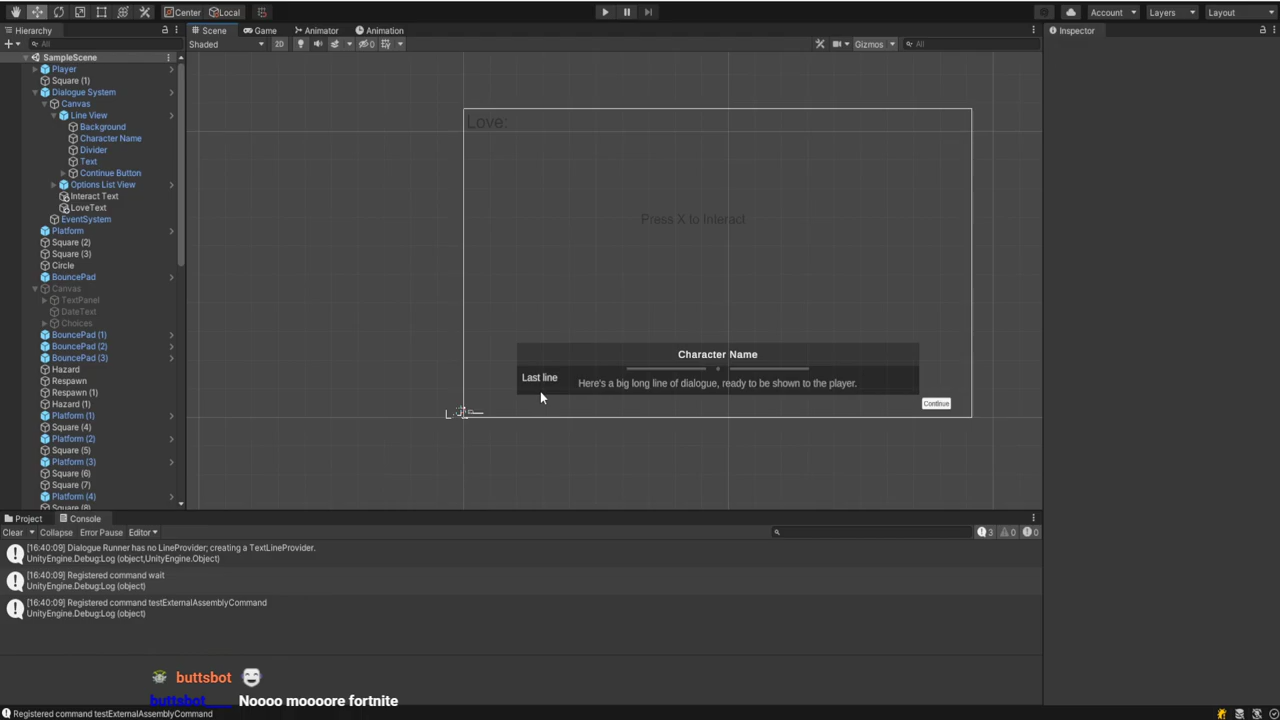 Center
Local
Account
Layers
Layout
Hierarchy
Scene
Game
Animator
Animation
Inspector
All
Shaded
2D
0
Gizmos
All
SampleScene
Player
Square (1)
Dialogue System
Canvas
Line View
Background
Character Name
Divider
Text
Continue Button
Options List View
Interact Text
LoveText
EventSystem
Platform
Square (2)
Square (3)
Circle
BouncePad
Canvas
TextPanel
DateText
Choices
BouncePad (1)
BouncePad (2)
BouncePad (3)
Hazard
Respawn
Respawn (1)
Hazard (1)
Platform (1)
Square (4)
Platform (2)
Square (5)
Platform (3)
Square (6)
Square (7)
Platform (4)
Square (8)
Love:
Press X to Interact
Character Name
Last line
Here's a big long line of dialogue, ready to be shown to the player.
Continue
Project
Console
Clear
Collapse
Error Pause
Editor
3
0
0
[16:40:09] Dialogue Runner has no LineProvider; creating a TextLineProvider.
UnityEngine.Debug:Log (object,UnityEngine.Object)
[16:40:09] Registered command wait
UnityEngine.Debug:Log (object)
[16:40:09] Registered command testExternalAssemblyCommand
UnityEngine.Debug:Log (object)
buttsbot
buttsbot
Noooo moooore fortnite
Registered command testExternalAssemblyCommand